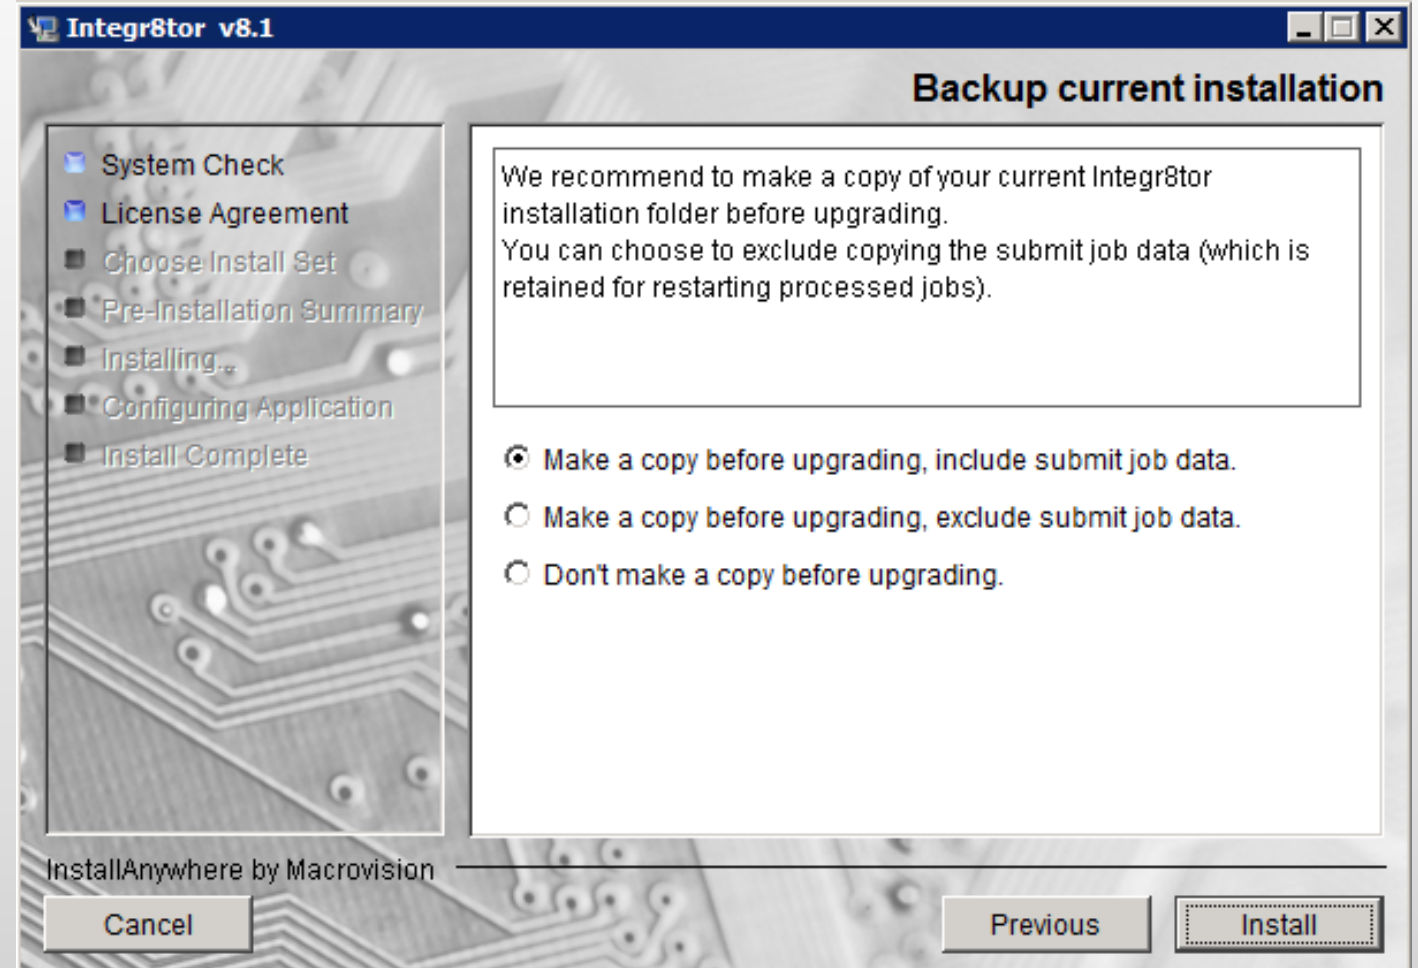 Integr8tor v8.1
Backup current installation
System Check
License Agreement
Choose Install Set
Pre-Installation Summary
Installing...
Configuring Application
Install Complete
We recommend to make a copy of your current Integr8tor
installation folder before upgrading.
You can choose to exclude copying the submit job data (which is
retained for restarting processed jobs).
Make a copy before upgrading, include submit job data.
Make a copy before upgrading, exclude submit job data.
Don't make a copy before upgrading.
InstallAnywhere by Macrovision
Cancel
Previous
Install